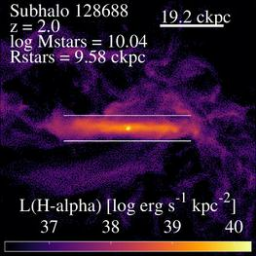 Subhalo 128688
z = 2.0
log Mstars = 10.04
Rstars = 9.58 ckpc
19.2 ckpc
L(H-alpha) [log erg s⁻¹ kpc⁻²]
37 38 39 40